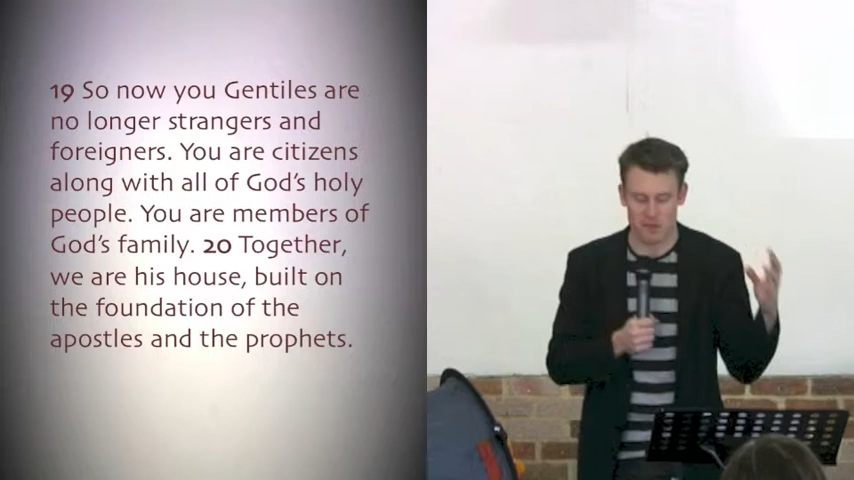 19 So now you Gentiles are
no longer strangers and
foreigners. You are citizens
along with all of God's holy
people. You are members of
God's family. 20 Together,
we are his house, built on
the foundation of the
apostles and the prophets.